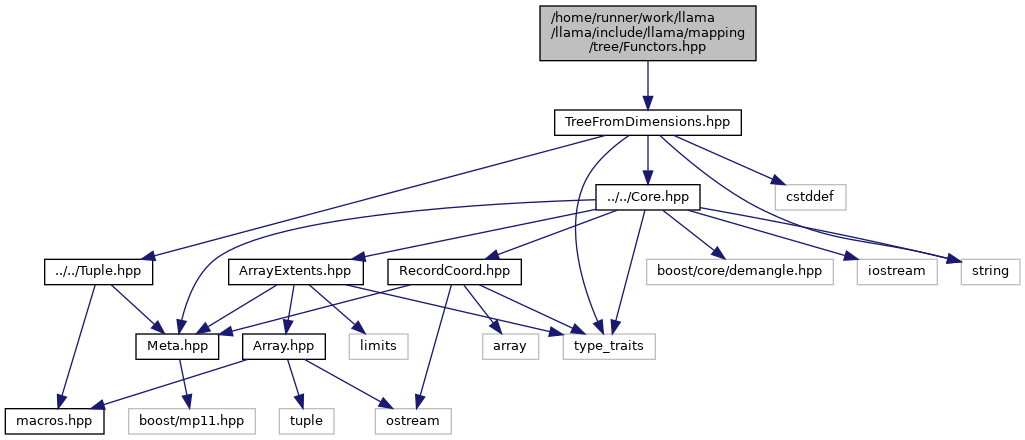 /home/runner/work/llama
/llama/include/llama/mapping
/tree/Functors.hpp
TreeFromDimensions.hpp
../../Core.hpp
cstddef
../../Tuple.hpp
ArrayExtents.hpp
RecordCoord.hpp
boost/core/demangle.hpp
iostream
string
Meta.hpp
Array.hpp
limits
array
type_traits
macros.hpp
boost/mp11.hpp
tuple
ostream